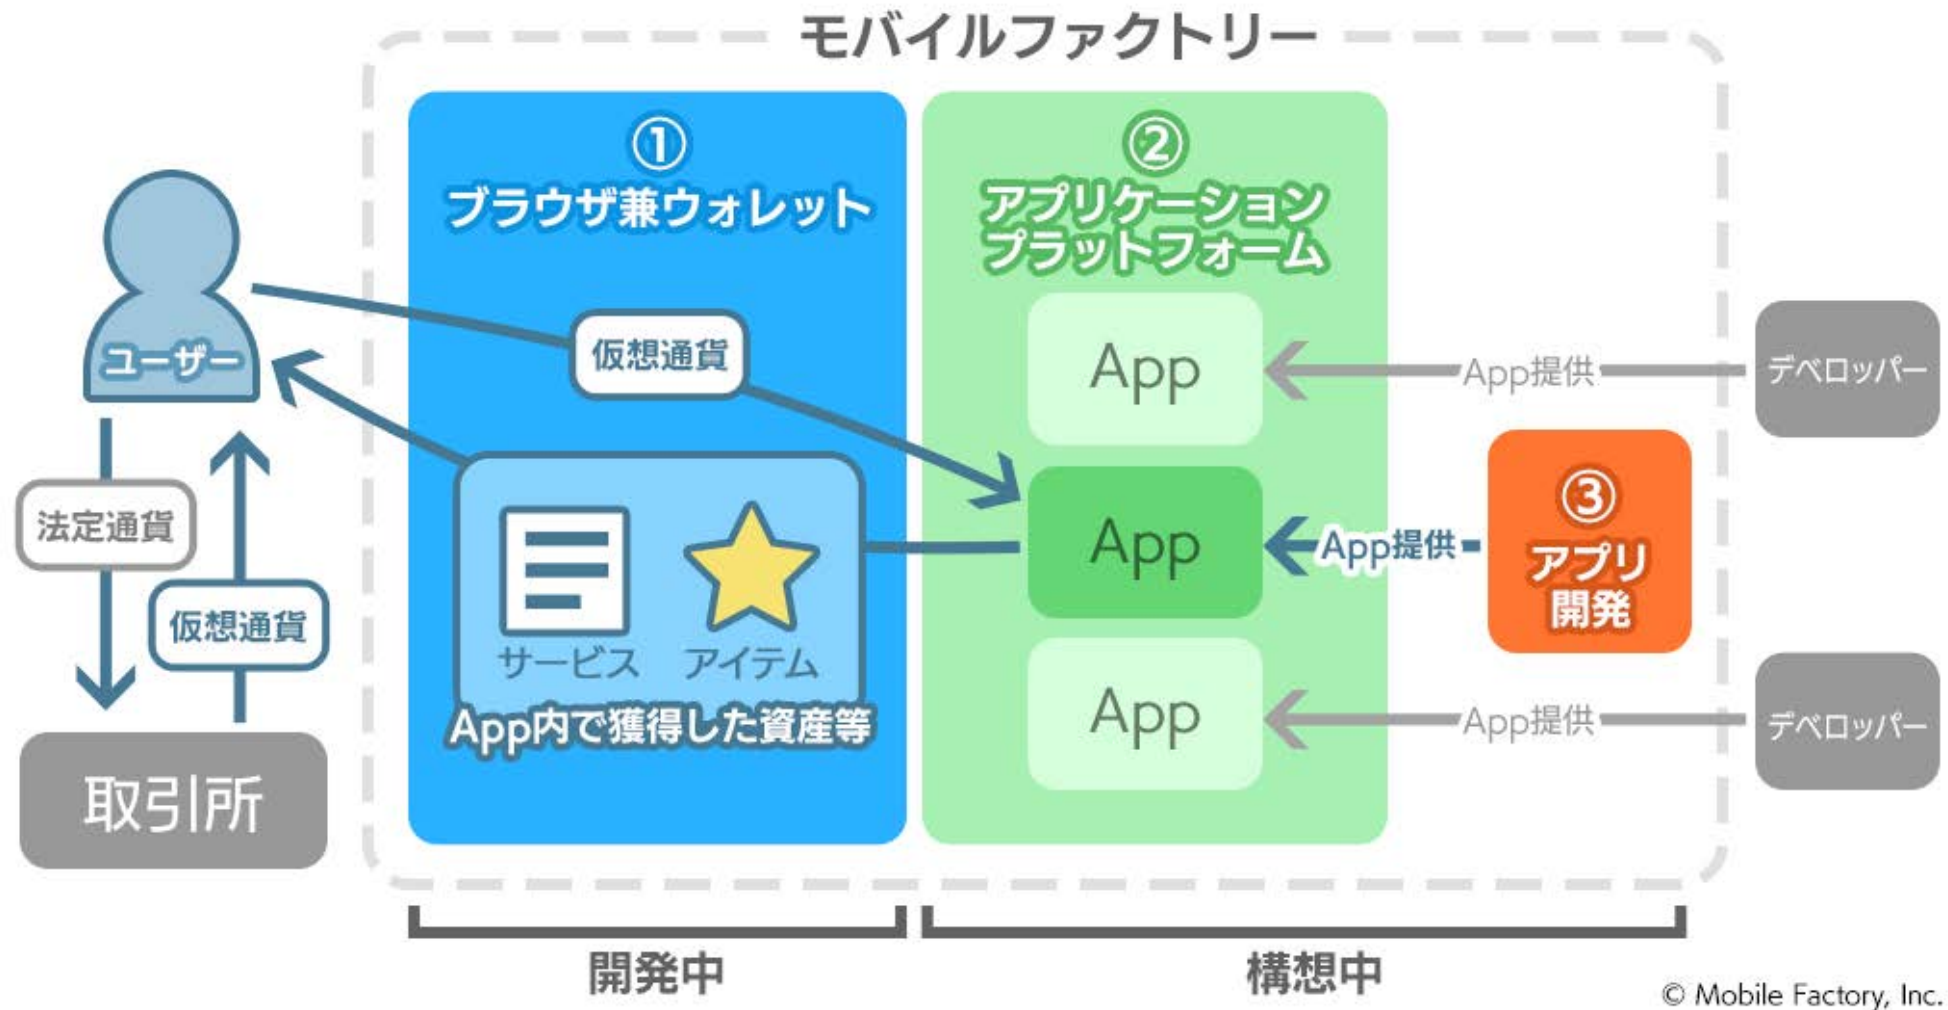 モバイルファクトリー
①
ブラウザ兼ウォレット
②
アプリケーション
プラットフォーム
ユーザー
仮想通貨
App
App提供
デベロッパー
法定通貨
仮想通貨
サービス
アイテム
App内で獲得した資産等
App
App提供
③
アプリ
開発
App
App提供
デベロッパー
取引所
開発中
構想中
© Mobile Factory, Inc.